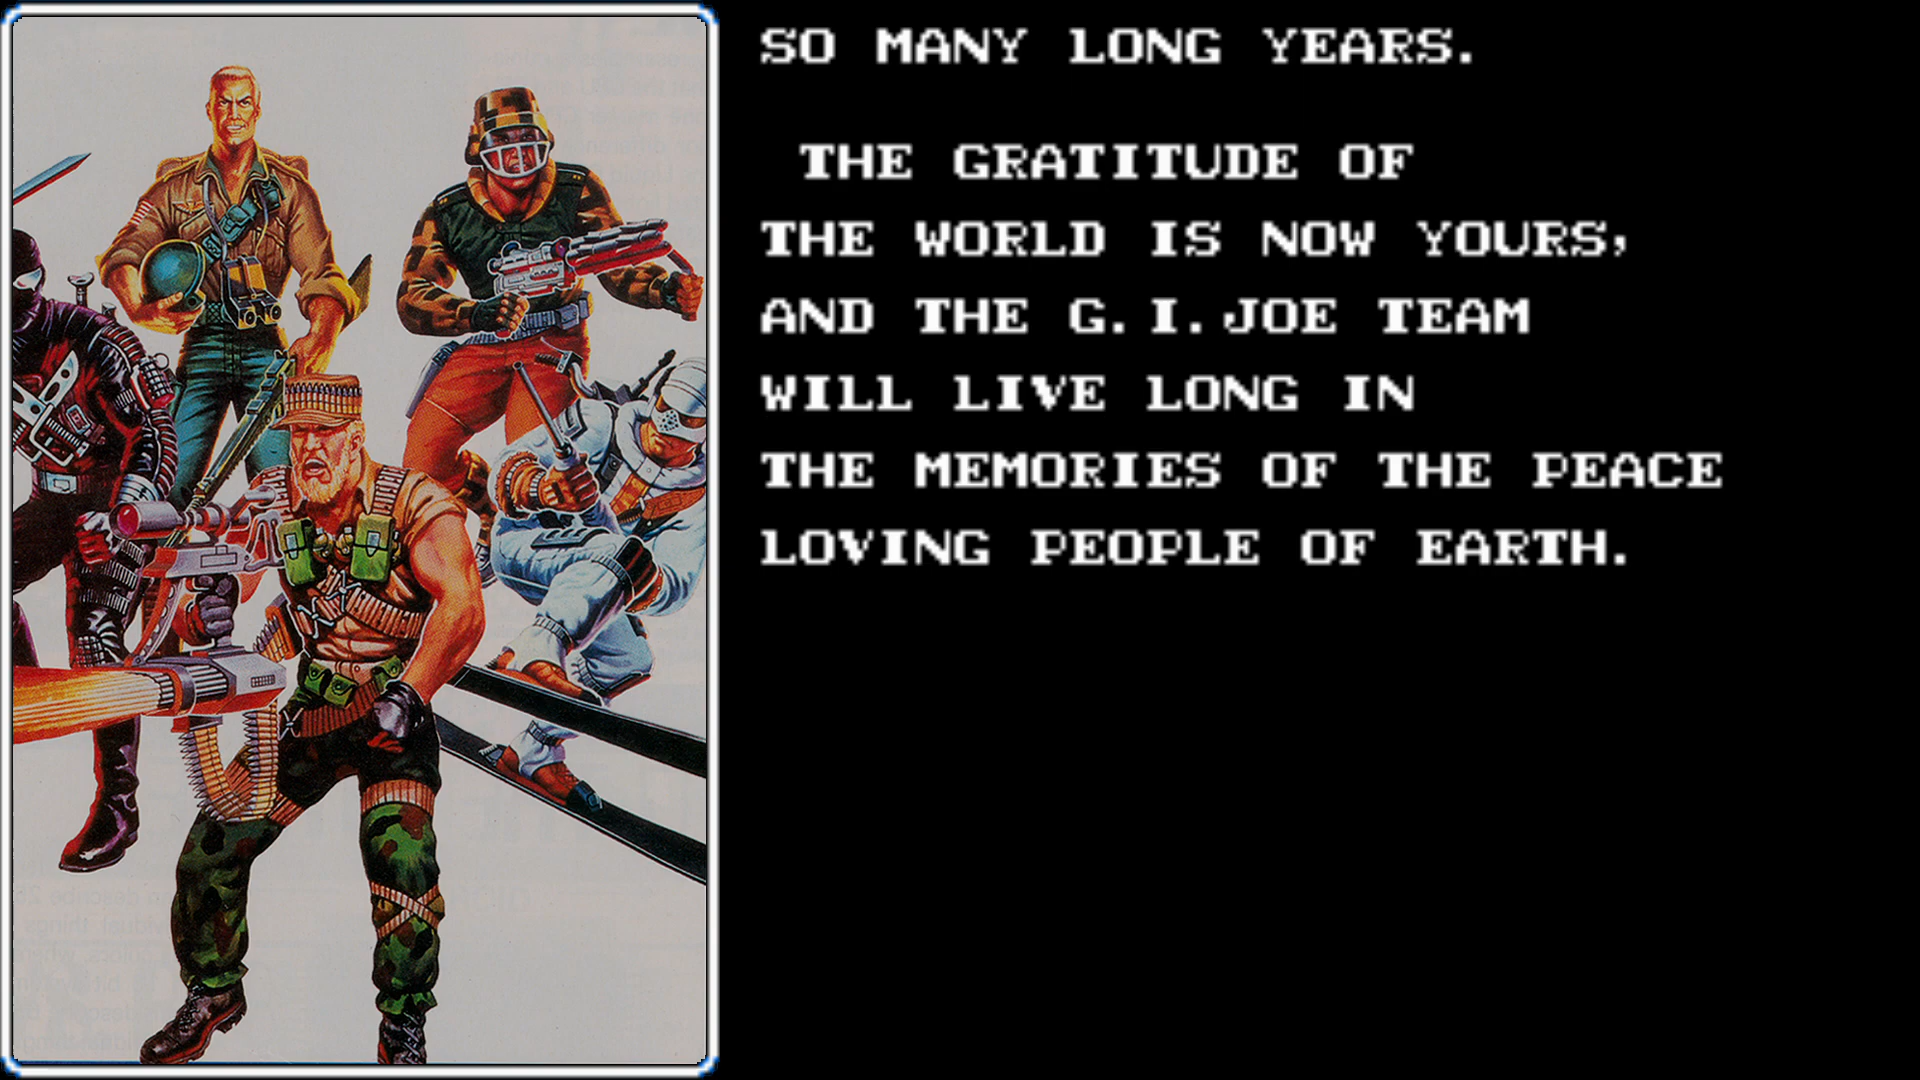 SO MANY LONG YEARS.
THE GRATITUDE OF
THE WORLD IS NOW YOURS,
AND THE G.I.JOE TEAM
WILL LIVE LONG IN
THE MEMORIES OF THE PEACE
LOVING PEOPLE OF EARTH.